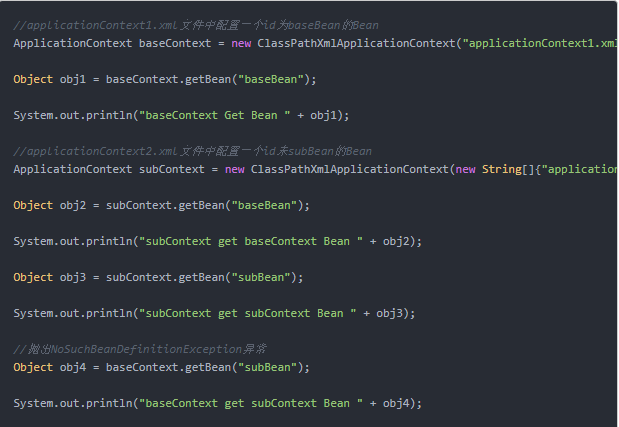 //applicationContext1.xml文件中配置一个id为baseBean的Bean
ApplicationContext baseContext = new ClassPathXmlApplicationContext("applicationContext1.xml
Object obj1 = baseContext.getBean("baseBean");
System.out.println("baseContext Get Bean " + obj1);
//applicationContext2.xml文件中配置一个id未subBean的Bean
ApplicationContext subContext = new ClassPathXmlApplicationContext(new String[]{"application
Object obj2 = subContext.getBean("baseBean");
System.out.println("subContext get baseContext Bean " + obj2);
Object obj3 = subContext.getBean("subBean");
System.out.println("subContext get subContext Bean " + obj3);
//抛出NoSuchBeanDefinitionException异常
Object obj4 = baseContext.getBean("subBean");
System.out.println("baseContext get subContext Bean " + obj4);